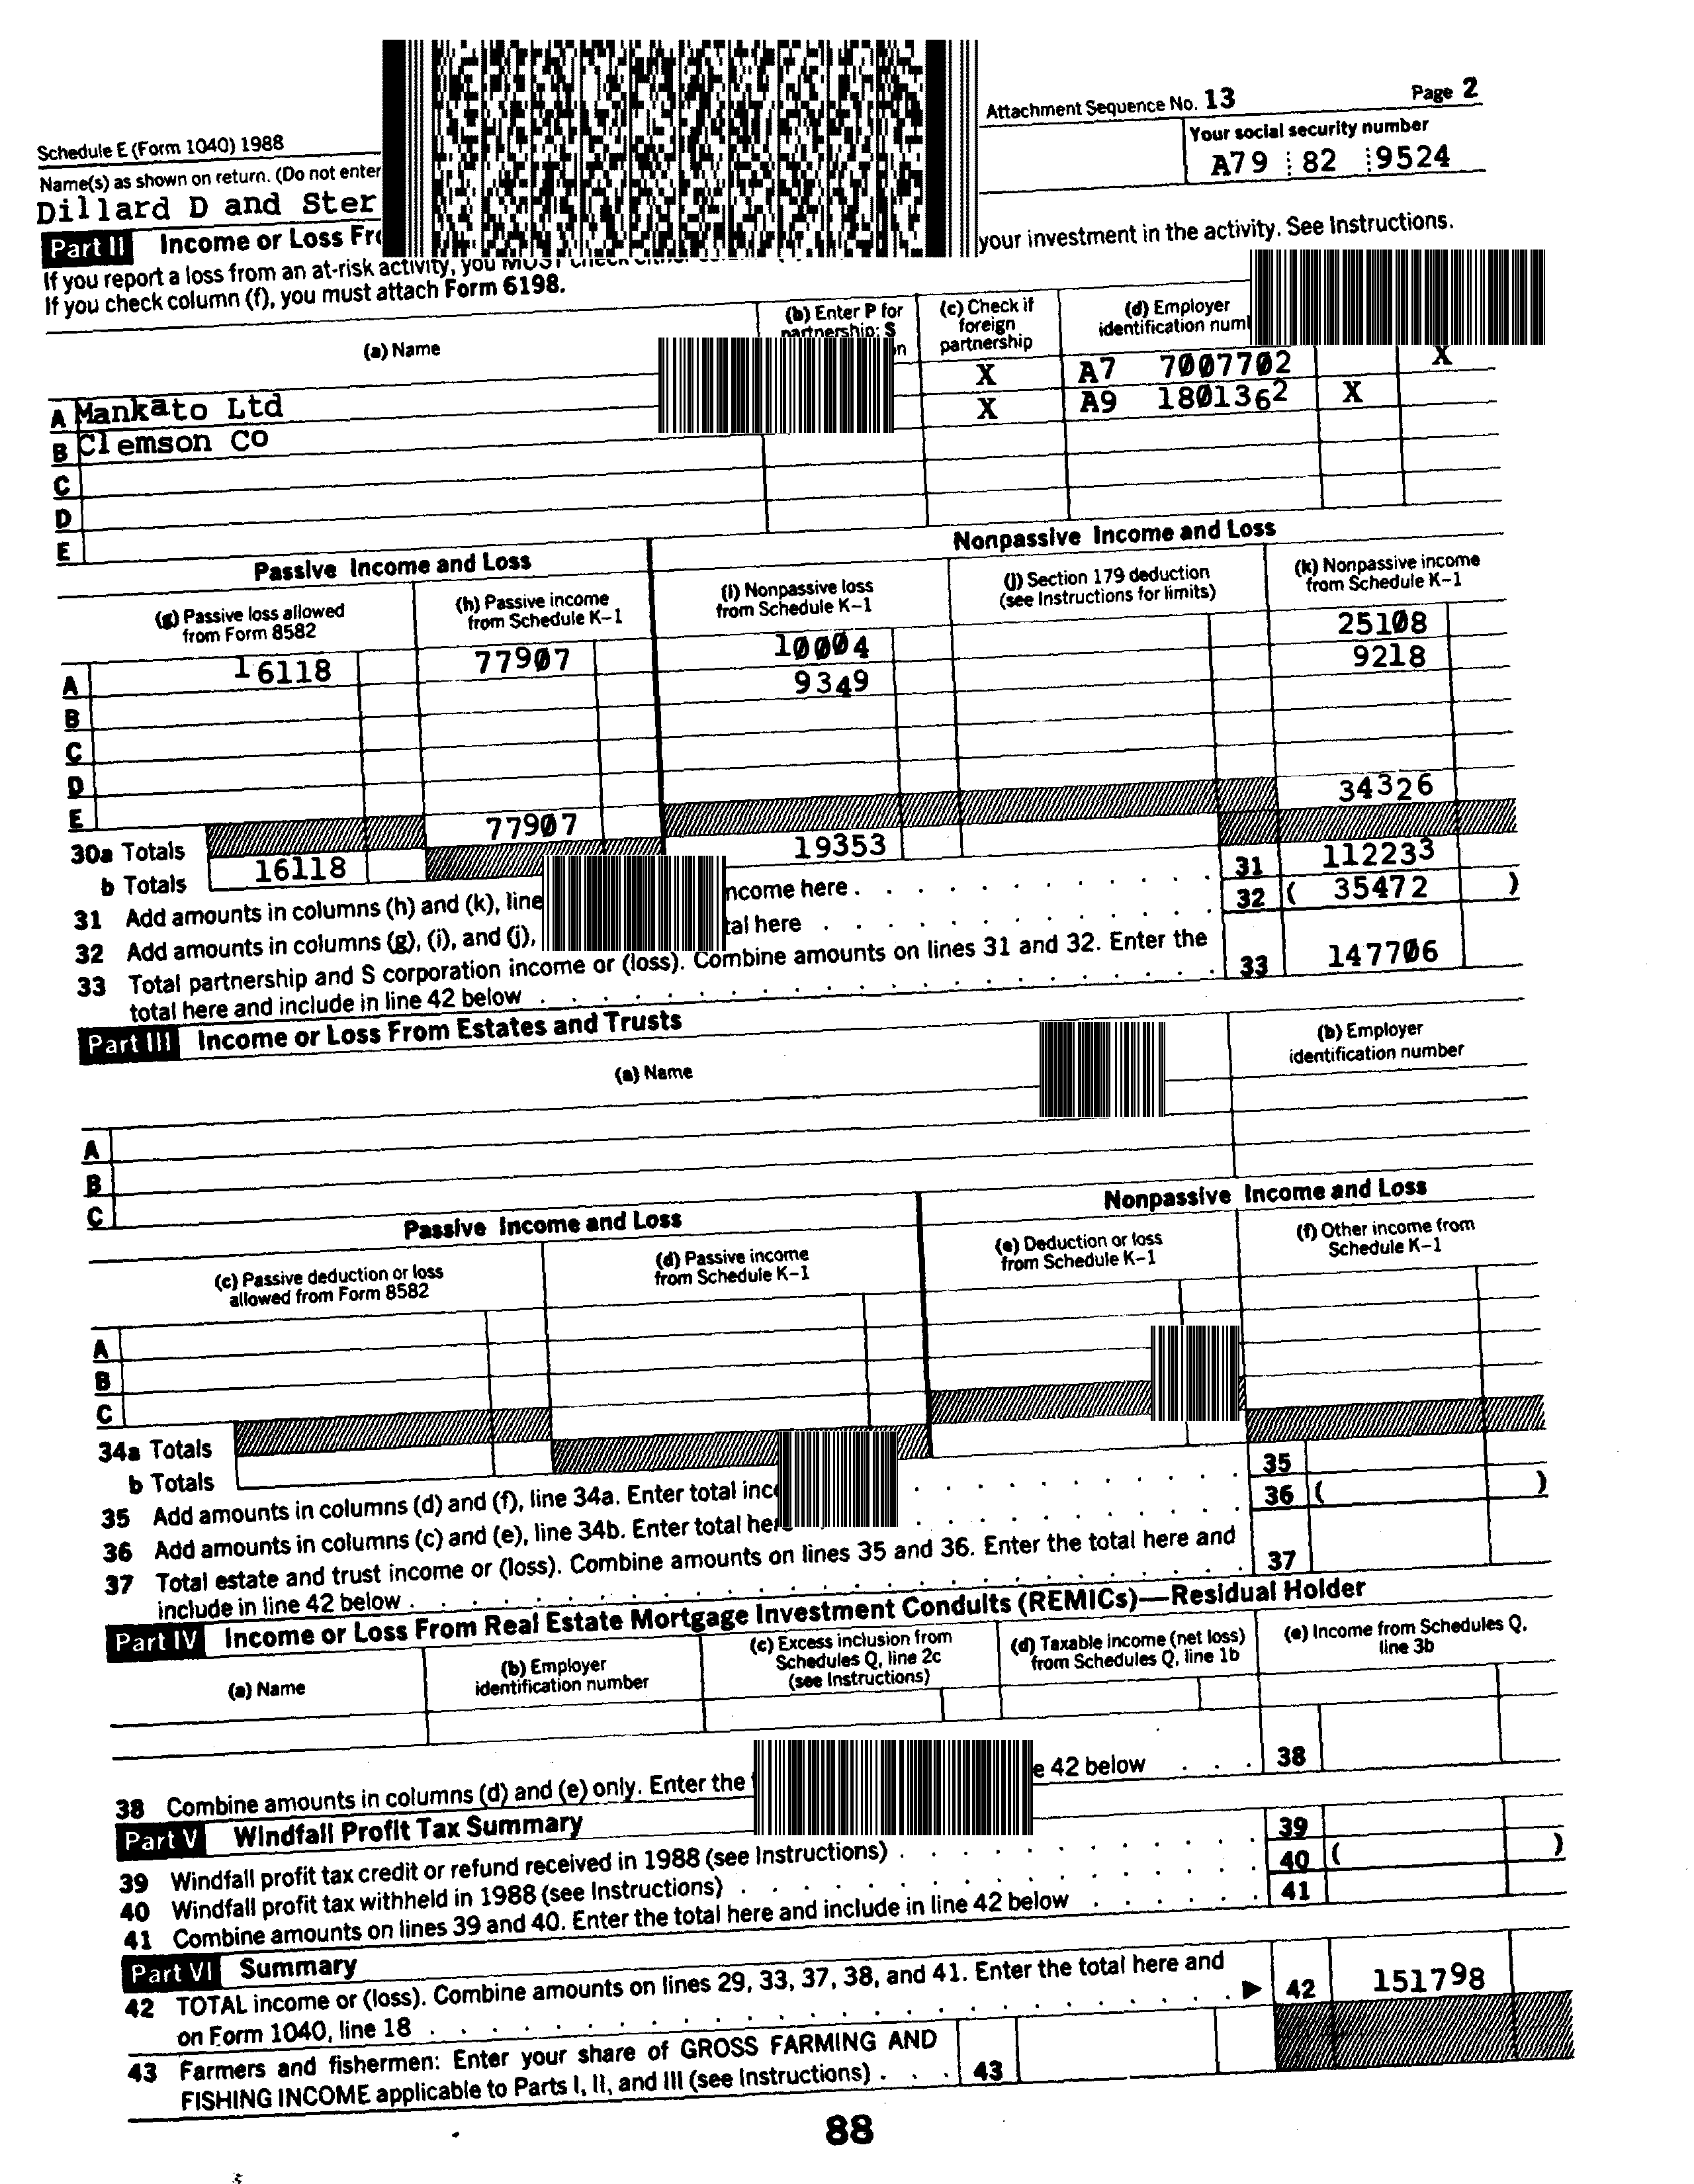 Schedule E (Form 1040) 1988
Attachment Sequence No. 13
Page 2
Name(s) as shown on return. (Do not enter
Your social security number
Dillard D and
A79 82 9524
Part II Income or Loss
If you report a loss from an at-risk activity, you MUST check
your investment in the activity. See Instructions.
If you check column (f), you must attach Form 6198.
(a) Name
(b) Enter P for
partnership; S
(c) Check if
foreign
partnership
(d) Employer
identification
A Mankato Ltd X A7 7007702 X
B Clemson Co X A9 1801362 X
C
D
E
Passive Income and Loss
Nonpassive Income and Loss
(g) Passive loss allowed
from Form 8582
(h) Passive income
from Schedule K-1
(i) Nonpassive loss
from Schedule K-1
(j) Section 179 deduction
(see Instructions for limits)
(k) Nonpassive income
from Schedule K-1
A 16118 77907 10004 25108
B 9349 9218
C
D
E
30a Totals 77907 34326
b Totals 16118 19353
31 Add amounts in columns (h) and (k), line income here . 31 112233
32 Add amounts in columns (g), (i), and (j), total here . 32 ( 35472 )
33 Total partnership and S corporation income or (loss). Combine amounts on lines 31 and 32. Enter the
total here and include in line 42 below . 33 147706
Part III Income or Loss From Estates and Trusts
(a) Name
(b) Employer
identification number
A
B
C
Passive Income and Loss
Nonpassive Income and Loss
(c) Passive deduction or loss
allowed from Form 8582
(d) Passive income
from Schedule K-1
(e) Deduction or loss
from Schedule K-1
(f) Other income from
Schedule K-1
A
B
C
34a Totals
b Totals
35 Add amounts in columns (d) and (f), line 34a. Enter total . 35
36 Add amounts in columns (c) and (e), line 34b. Enter total here . 36 ( )
37 Total estate and trust income or (loss). Combine amounts on lines 35 and 36. Enter the total here and
include in line 42 below . 37
Part IV Income or Loss From Real Estate Mortgage Investment Conduits (REMICs)—Residual Holder
(a) Name
(b) Employer
identification number
(c) Excess inclusion from
Schedules Q, line 2c
(see Instructions)
(d) Taxable income (net loss)
from Schedules Q, line 1b
(e) Income from Schedules Q,
line 3b
38 Combine amounts in columns (d) and (e) only. Enter the 42 below . . . 38
Part V Windfall Profit Tax Summary
39 Windfall profit tax credit or refund received in 1988 (see Instructions) . 39
40 Windfall profit tax withheld in 1988 (see Instructions) . 40 ( )
41 Combine amounts on lines 39 and 40. Enter the total here and include in line 42 below . 41
Part VI Summary
42 TOTAL income or (loss). Combine amounts on lines 29, 33, 37, 38, and 41. Enter the total here and
on Form 1040, line 18 . ▶ 42 151798
43 Farmers and fishermen: Enter your share of GROSS FARMING AND
FISHING INCOME applicable to Parts I, II, and III (see Instructions) . . . 43
88